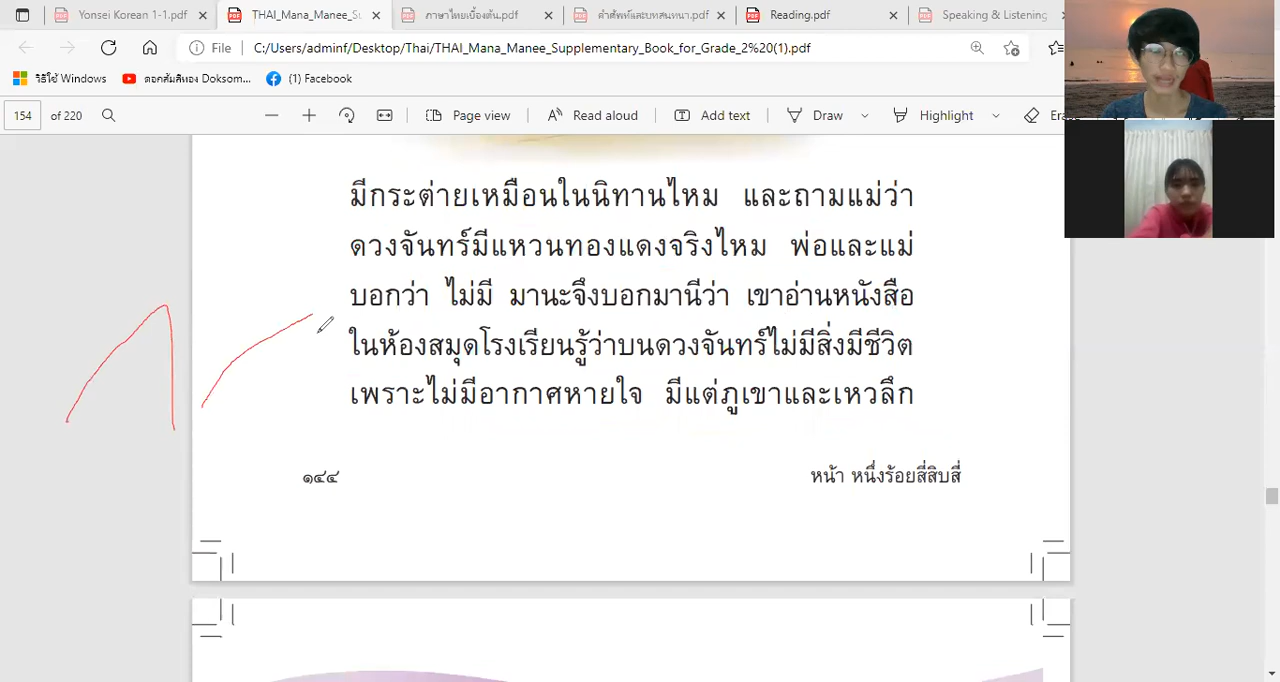 Yonsei Korean 1-1.pdf
THAI_Mana_Manee_Su
ภาษาไทยเบื้องต้น.pdf
คำศัพท์และบทสนทนา.pdf
Reading.pdf
Speaking & Listening
File C:/Users/adminf/Desktop/Thai/THAI_Mana_Manee_Supplementary_Book_for_Grade_2%20(1).pdf
วิธีใช้ Windows
ดอกส้มสีทอง Doksom...
(1) Facebook
154 of 220
Page view
Read aloud
Add text
Draw
Highlight
มีกระต่ายเหมือนในนิทานไหม และถามแม่ว่า
ดวงจันทร์มีแหวนทองแดงจริงไหม พ่อและแม่
บอกว่า ไม่มี มานะจึงบอกมานีว่า เขาอ่านหนังสือ
ในห้องสมุดโรงเรียนรู้ว่าบนดวงจันทร์ไม่มีสิ่งมีชีวิต
เพราะไม่มีอากาศหายใจ มีแต่ภูเขาและเหวลึก
๑๔๔
หน้า หนึ่งร้อยสี่สิบสี่